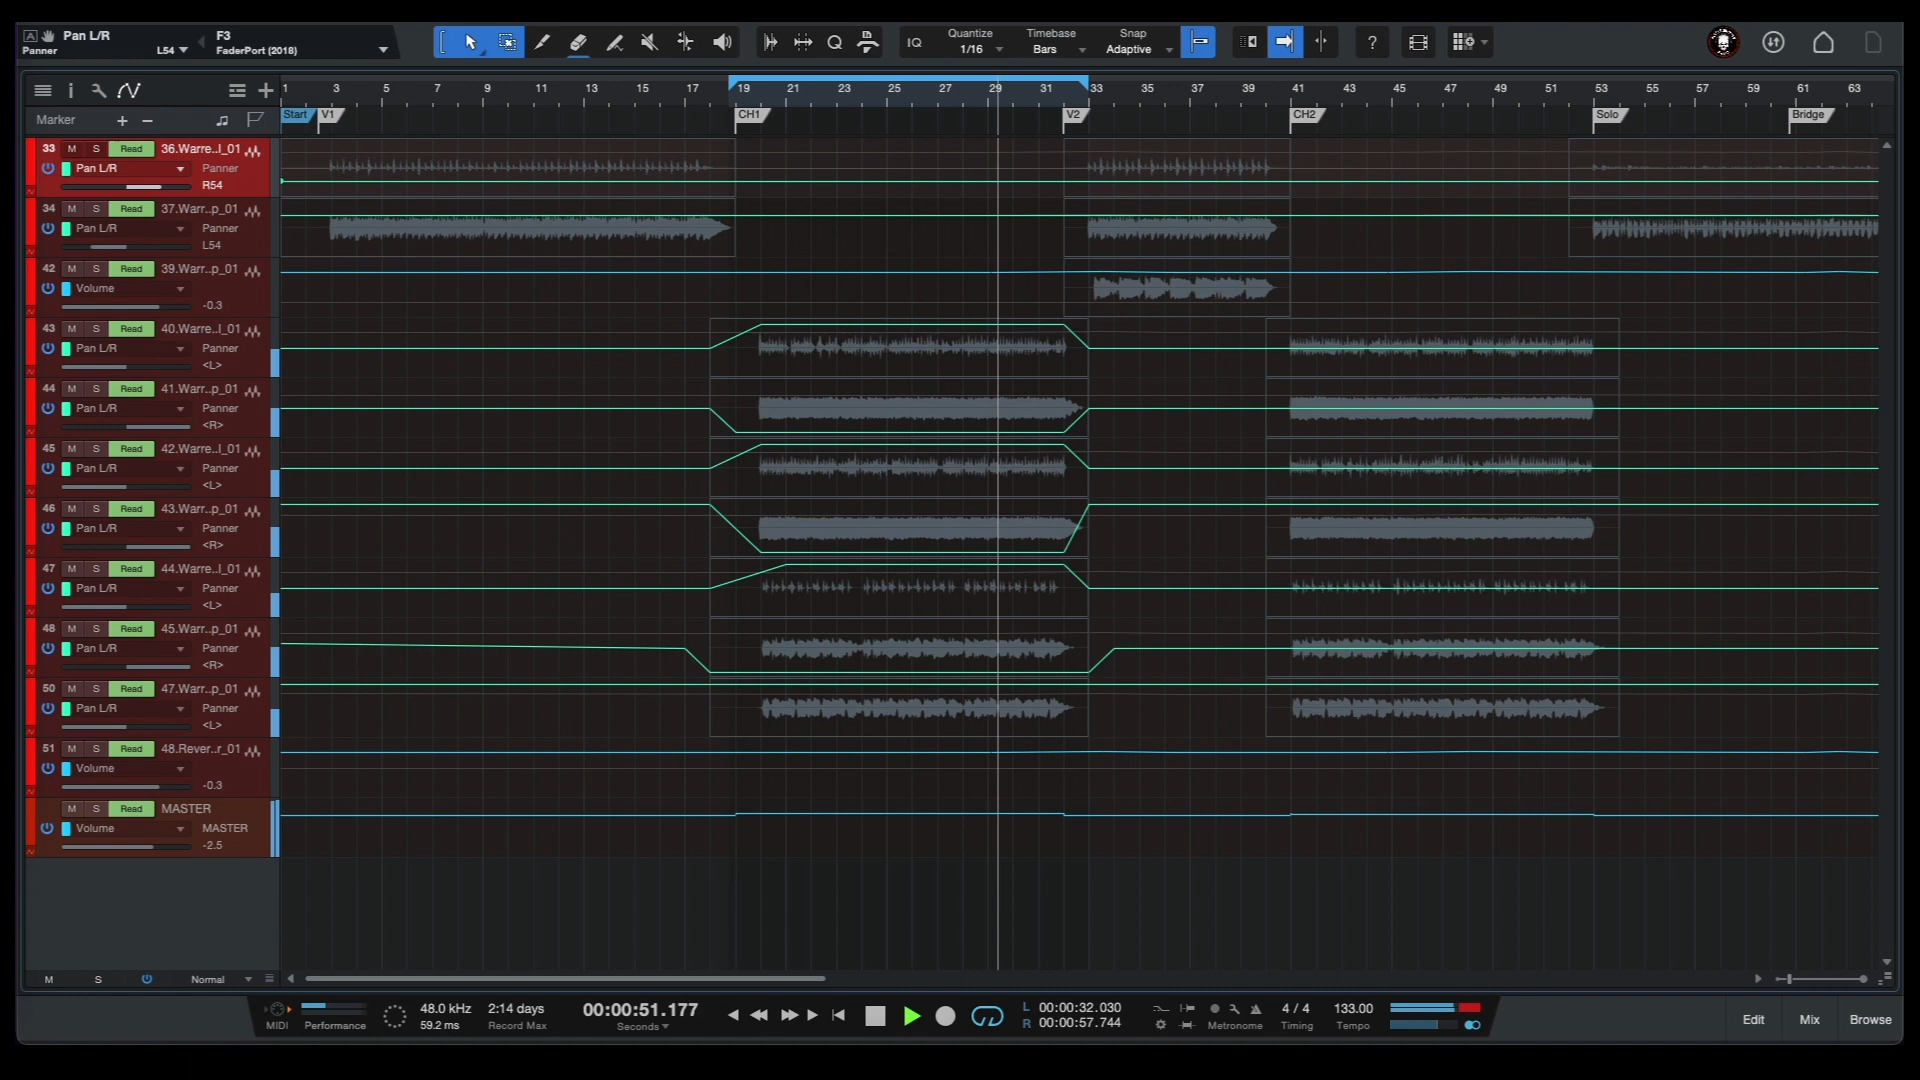 A Pan L/R
Panner L54
F3
FaderPort (2018)
IQ
Quantize
1/16
Timebase
Bars
Snap
Adaptive
?
1 3 5 7 9 11 13 15 17 19 21 23 25 27 29 31 33 35 37 39 41 43 45 47 49 51 53 55 57 59 61 63
Marker + −
Start V1 CH1 V2 CH2 Solo Bridge
33 M S Read 36.Warre..l_01
Pan L/R Panner
R54
34 M S Read 37.Warr..p_01
Pan L/R Panner
L54
42 M S Read 39.Warr..p_01
Volume
-0.3
43 M S Read 40.Warre..l_01
Pan L/R Panner
<L>
44 M S Read 41.Warr..p_01
Pan L/R Panner
<R>
45 M S Read 42.Warre..l_01
Pan L/R Panner
<L>
46 M S Read 43.Warr..p_01
Pan L/R Panner
<R>
47 M S Read 44.Warre..l_01
Pan L/R Panner
<L>
48 M S Read 45.Warr..p_01
Pan L/R Panner
<R>
50 M S Read 47.Warr..p_01
Pan L/R Panner
<L>
51 M S Read 48.Rever..r_01
Volume
-0.3
M S Read MASTER
Volume MASTER
-2.5
M S Normal
MIDI
Performance
48.0 kHz
59.2 ms
2:14 days
Record Max
00:00:51.177
Seconds
L 00:00:32.030
R 00:00:57.744
Metronome
4 / 4
Timing
133.00
Tempo
Edit Mix Browse